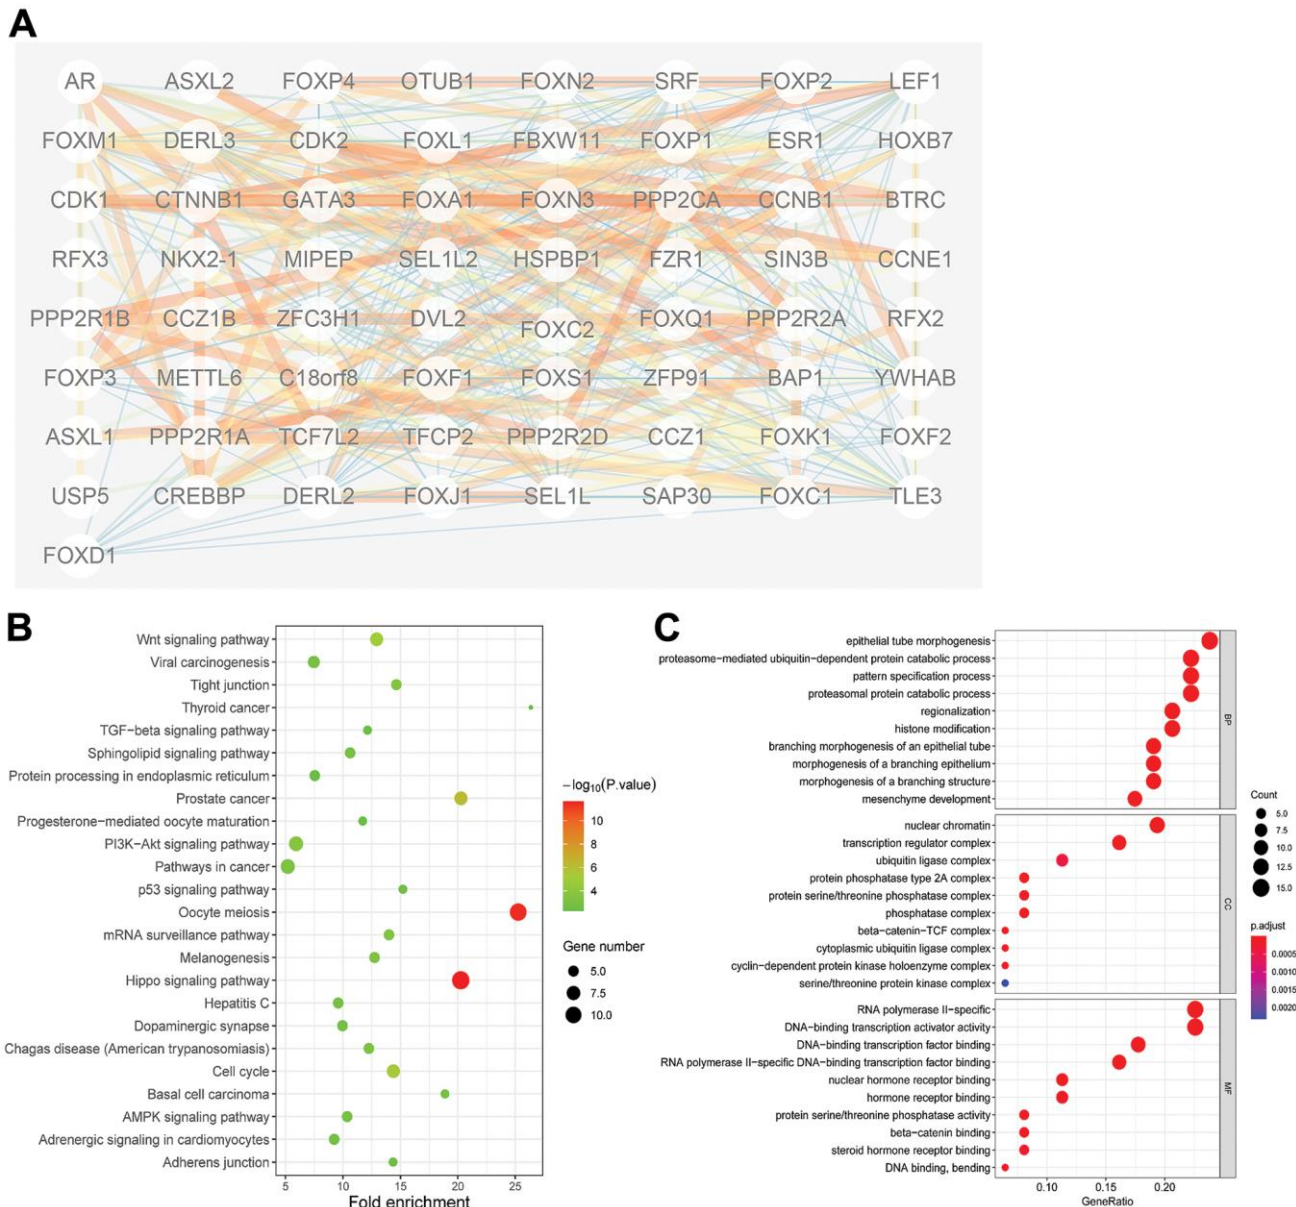 A
AR ASXL2 FOXP4 OTUB1 FOXN2 SRF FOXP2 LEF1
FOXM1 DERL3 CDK2 FOXL1 FBXW11 FOXP1 ESR1 HOXB7
CDK1 CTNNB1 GATA3 FOXA1 FOXN3 PPP2CA CCNB1 BTRC
RFX3 NKX2-1 MIPEP SEL1L2 HSPBP1 FZR1 SIN3B CCNE1
PPP2R1B CCZ1B ZFC3H1 DVL2 FOXC2 FOXQ1 PPP2R2A RFX2
FOXP3 METTL6 C18orf8 FOXF1 FOXS1 ZFP91 BAP1 YWHAB
ASXL1 PPP2R1A TCF7L2 TFCP2 PPP2R2D CCZ1 FOXK1 FOXF2
USP5 CREBBP DERL2 FOXJ1 SEL1L SAP30 FOXC1 TLE3
FOXD1
B
Wnt signaling pathway
Viral carcinogenesis
Tight junction
Thyroid cancer
TGF−beta signaling pathway
Sphingolipid signaling pathway
Protein processing in endoplasmic reticulum
Prostate cancer
Progesterone−mediated oocyte maturation
PI3K−Akt signaling pathway
Pathways in cancer
p53 signaling pathway
Oocyte meiosis
mRNA surveillance pathway
Melanogenesis
Hippo signaling pathway
Hepatitis C
Dopaminergic synapse
Chagas disease (American trypanosomiasis)
Cell cycle
Basal cell carcinoma
AMPK signaling pathway
Adrenergic signaling in cardiomyocytes
Adherens junction
5 10 15 20 25
Fold enrichment
−log10(P.value)
10
8
6
4
Gene number
5.0
7.5
10.0
C
epithelial tube morphogenesis
proteasome-mediated ubiquitin-dependent protein catabolic process
pattern specification process
proteasomal protein catabolic process
regionalization
histone modification
branching morphogenesis of an epithelial tube
morphogenesis of a branching epithelium
morphogenesis of a branching structure
mesenchyme development
BP
nuclear chromatin
transcription regulator complex
ubiquitin ligase complex
protein phosphatase type 2A complex
protein serine/threonine phosphatase complex
phosphatase complex
beta-catenin-TCF complex
cytoplasmic ubiquitin ligase complex
cyclin-dependent protein kinase holoenzyme complex
serine/threonine protein kinase complex
CC
RNA polymerase II-specific
DNA-binding transcription activator activity
DNA-binding transcription factor binding
RNA polymerase II-specific DNA-binding transcription factor binding
nuclear hormone receptor binding
hormone receptor binding
protein serine/threonine phosphatase activity
beta-catenin binding
steroid hormone receptor binding
DNA binding, bending
MF
0.10 0.15 0.20
GeneRatio
Count
5.0
7.5
10.0
12.5
15.0
p.adjust
0.0005
0.0010
0.0015
0.0020